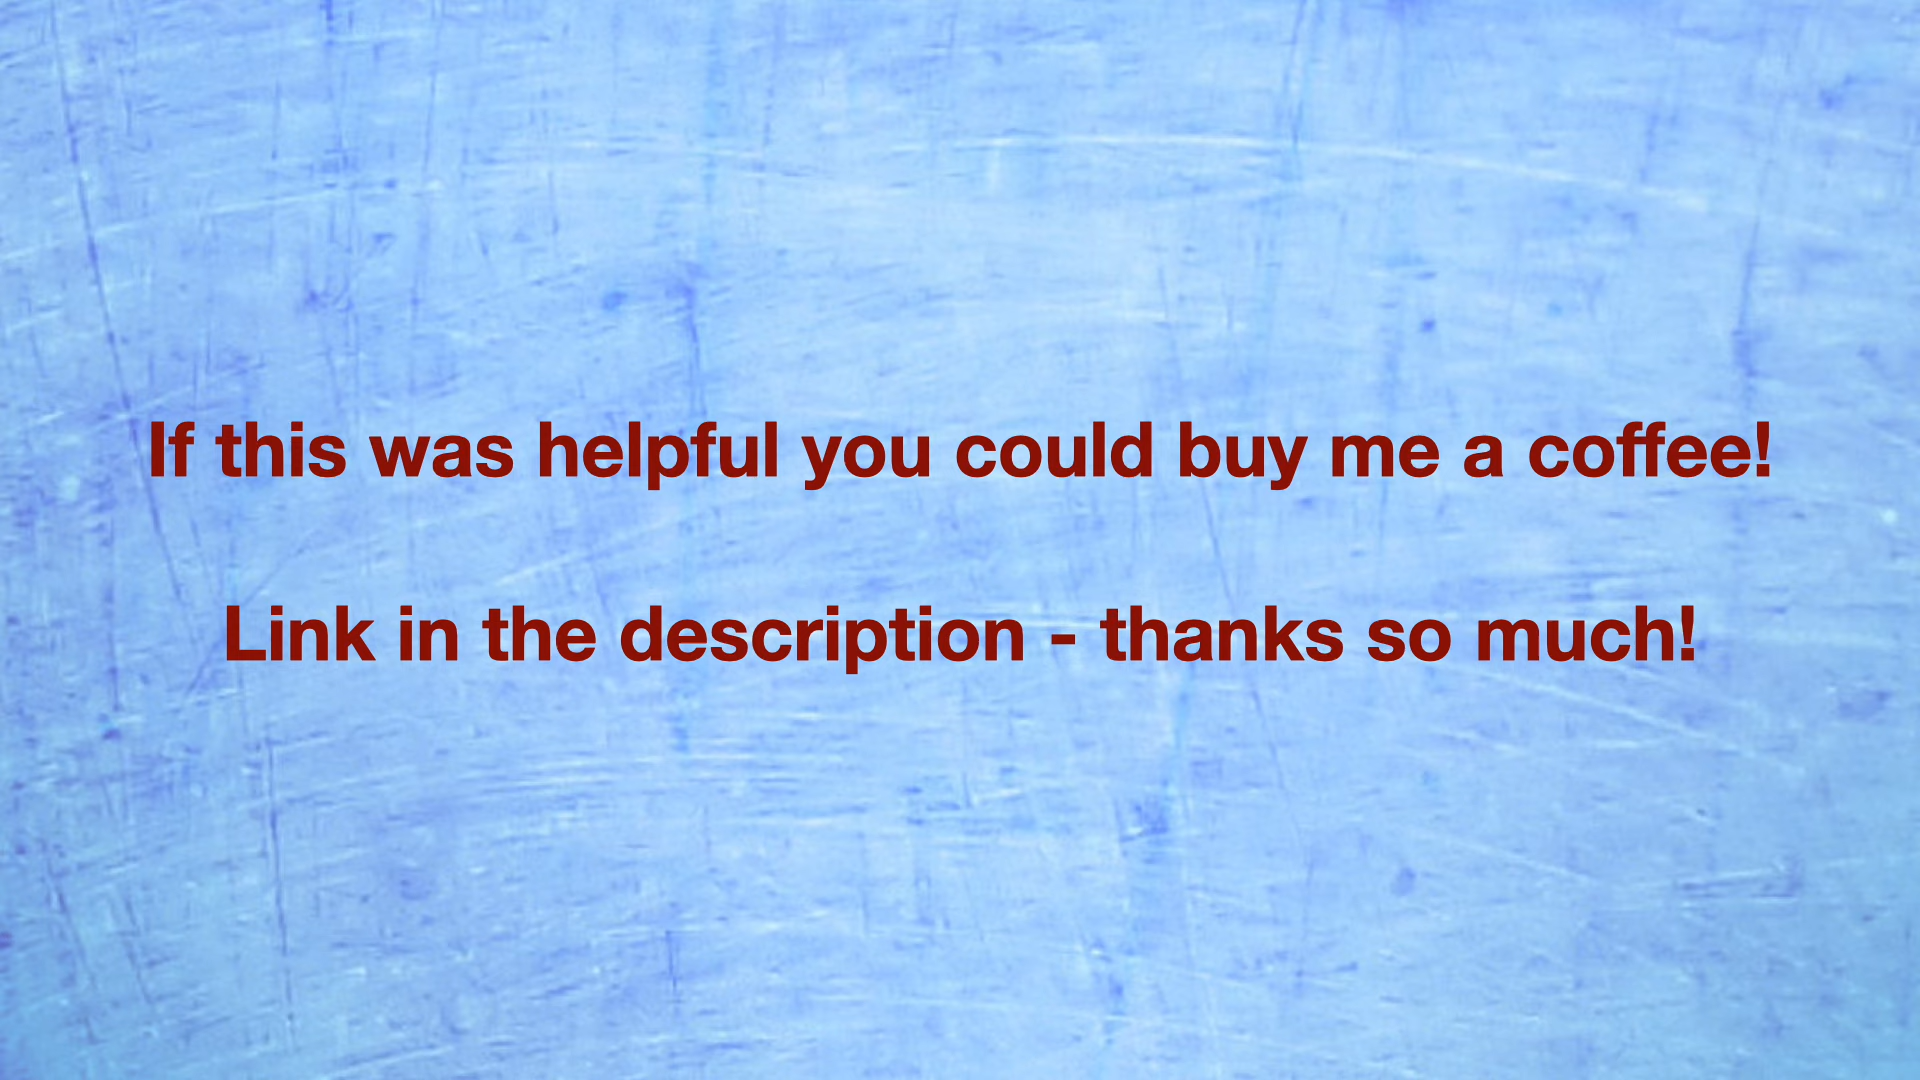 If this was helpful you could buy me a coffee!
Link in the description - thanks so much!